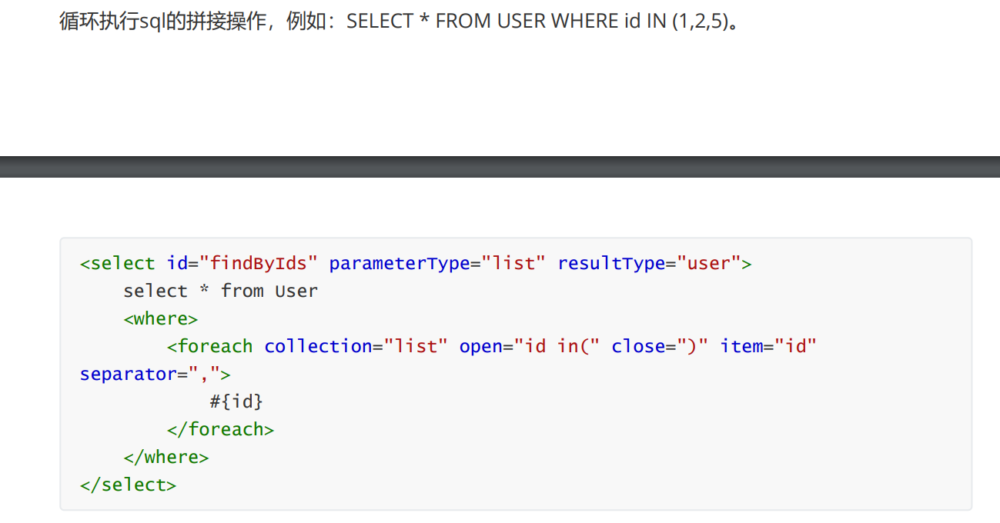 循环执行sql的拼接操作，例如：SELECT * FROM USER WHERE id IN (1,2,5)。
<select id="findByIds" parameterType="list" resultType="user">
    select * from User
    <where>
        <foreach collection="list" open="id in(" close=")" item="id"
separator=",">
            #{id}
        </foreach>
    </where>
</select>